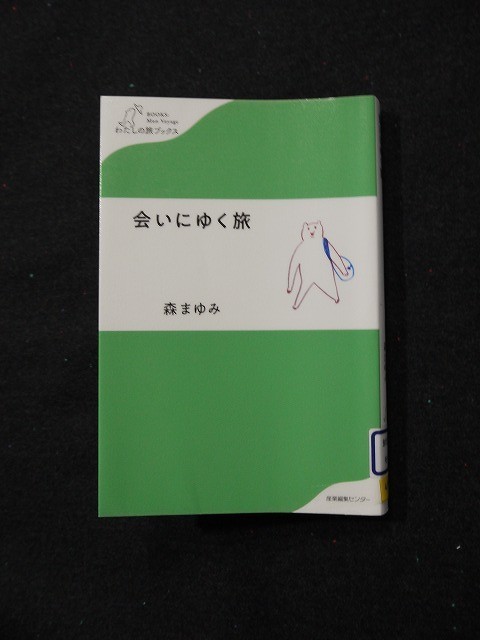 BOOKS
Mon Voyage
わたしの旅ブックス
会いにゆく旅
森まゆみ
産業編集センター